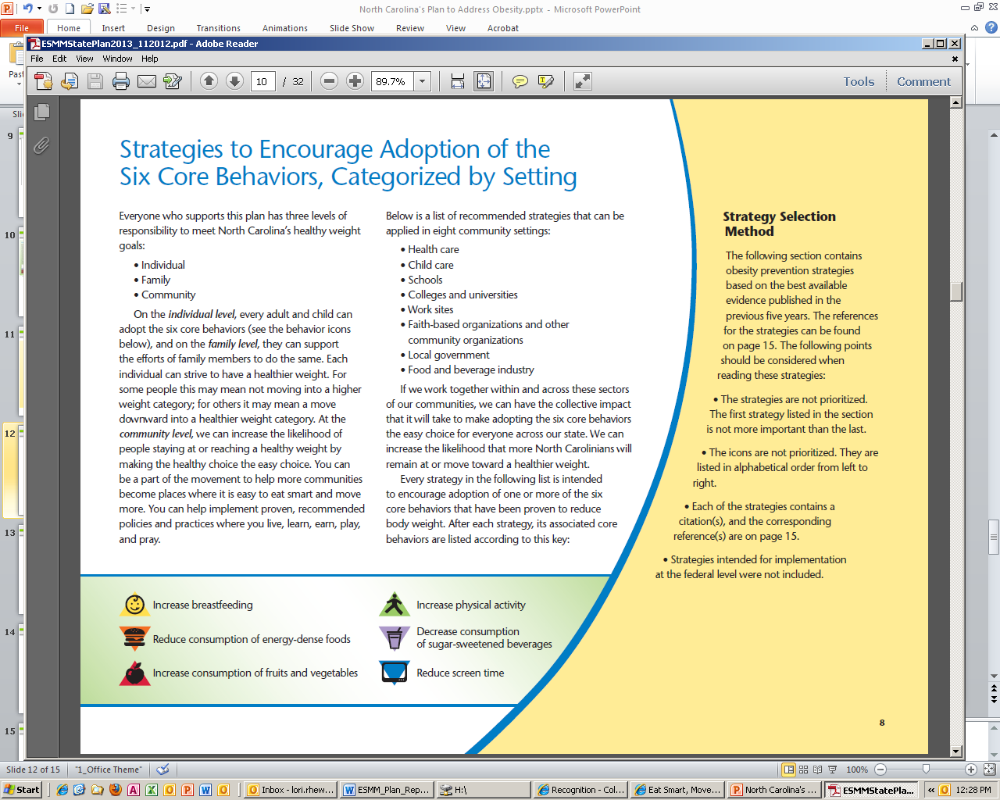 North Carolina's Plan to Address Obesity.pptx - Microsoft PowerPoint
File Home Insert Design Transitions Animations Slide Show Review View Acrobat
ESMMStatePlan2013_112012.pdf - Adobe Reader
File Edit View Window Help
10 / 32 89.7% Tools Comment
Strategies to Encourage Adoption of the
Six Core Behaviors, Categorized by Setting
Everyone who supports this plan has three levels of
responsibility to meet North Carolina's healthy weight
goals:
• Individual
• Family
• Community
On the individual level, every adult and child can
adopt the six core behaviors (see the behavior icons
below), and on the family level, they can support
the efforts of family members to do the same. Each
individual can strive to have a healthier weight. For
some people this may mean not moving into a higher
weight category; for others it may mean a move
downward into a healthier weight category. At the
community level, we can increase the likelihood of
people staying at or reaching a healthy weight by
making the healthy choice the easy choice. You can
be a part of the movement to help more communities
become places where it is easy to eat smart and move
more. You can help implement proven, recommended
policies and practices where you live, learn, earn, play,
and pray.
Below is a list of recommended strategies that can be
applied in eight community settings:
• Health care
• Child care
• Schools
• Colleges and universities
• Work sites
• Faith-based organizations and other
community organizations
• Local government
• Food and beverage industry
If we work together within and across these sectors
of our communities, we can have the collective impact
that it will take to make adopting the six core behaviors
the easy choice for everyone across our state. We can
increase the likelihood that more North Carolinians will
remain at or move toward a healthier weight.
Every strategy in the following list is intended
to encourage adoption of one or more of the six
core behaviors that have been proven to reduce
body weight. After each strategy, its associated core
behaviors are listed according to this key:
Increase breastfeeding
Reduce consumption of energy-dense foods
Increase consumption of fruits and vegetables
Increase physical activity
Decrease consumption
of sugar-sweetened beverages
Reduce screen time
Strategy Selection
Method
The following section contains
obesity prevention strategies
based on the best available
evidence published in the
previous five years. The references
for the strategies can be found
on page 15. The following points
should be considered when
reading these strategies:
• The strategies are not prioritized.
The first strategy listed in the section
is not more important than the last.
• The icons are not prioritized. They are
listed in alphabetical order from left to
right.
• Each of the strategies contains a
citation(s), and the corresponding
reference(s) are on page 15.
• Strategies intended for implementation
at the federal level were not included.
8
Past
Sli
9
10
11
12
13
14
15
Slide 12 of 15 "1_Office Theme" 100%
Start Inbox - lori.rhew... ESMM_Plan_Rep... H:\ Recognition - Col... Eat Smart, Move... North Carolina's ... ESMMStatePla... 12:28 PM